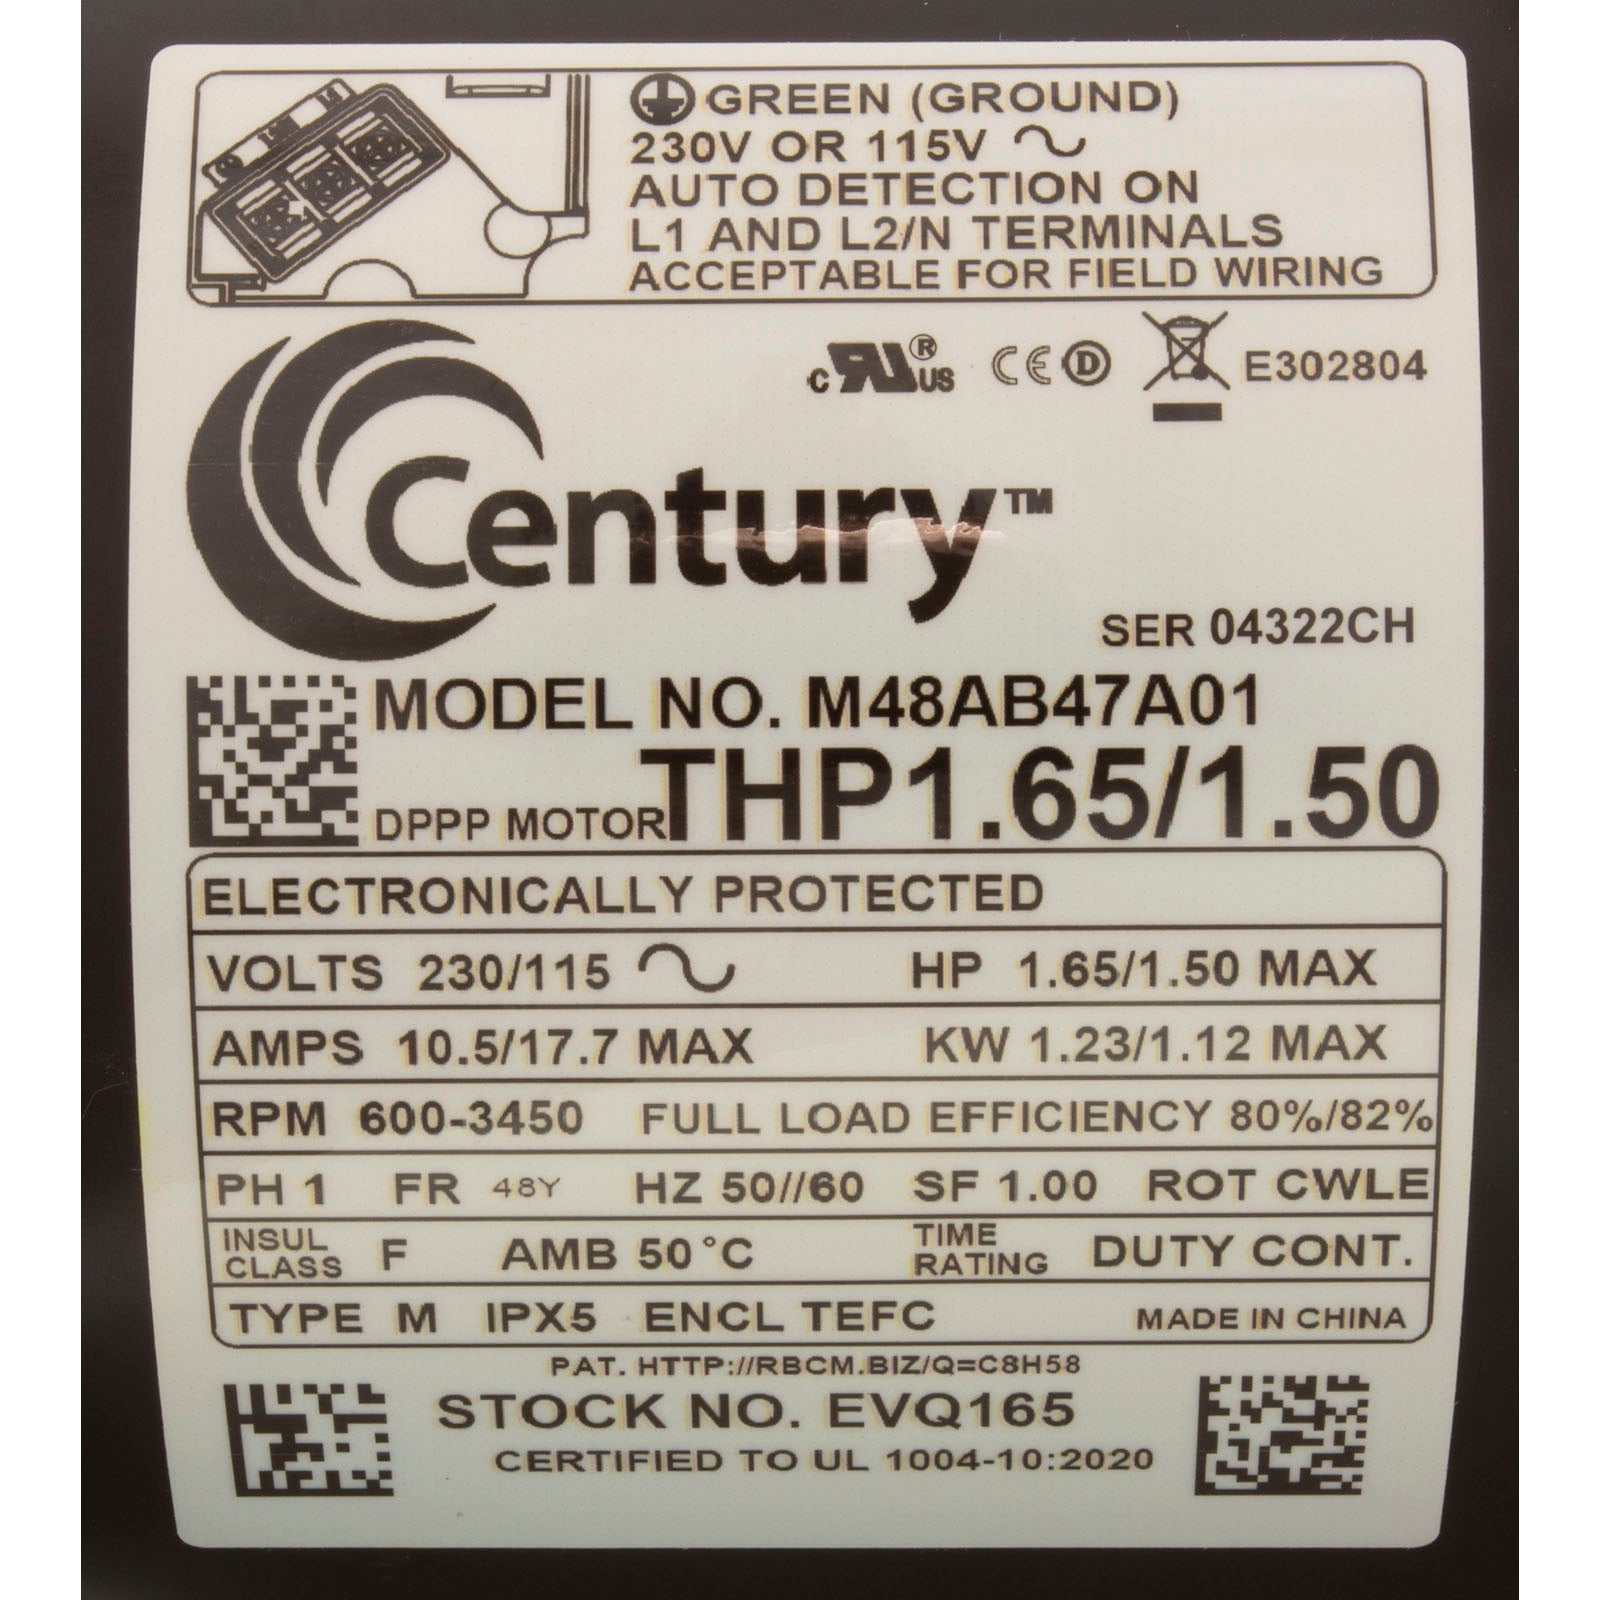 GREEN (GROUND)
230V OR 115V
AUTO DETECTION ON
L1 AND L2/N TERMINALS
ACCEPTABLE FOR FIELD WIRING
C RU ® US CE D E302804
Century™
SER 04322CH
MODEL NO. M48AB47A01
DPPP MOTOR THP1.65/1.50
ELECTRONICALLY PROTECTED
VOLTS 230/115 HP 1.65/1.50 MAX
AMPS 10.5/17.7 MAX KW 1.23/1.12 MAX
RPM 600-3450 FULL LOAD EFFICIENCY 80%/82%
PH 1 FR 48Y HZ 50//60 SF 1.00 ROT CWLE
INSUL CLASS F AMB 50°C TIME RATING DUTY CONT.
TYPE M IPX5 ENCL TEFC MADE IN CHINA
PAT. HTTP://RBCM.BIZ/Q=C8H58
STOCK NO. EVQ165
CERTIFIED TO UL 1004-10:2020